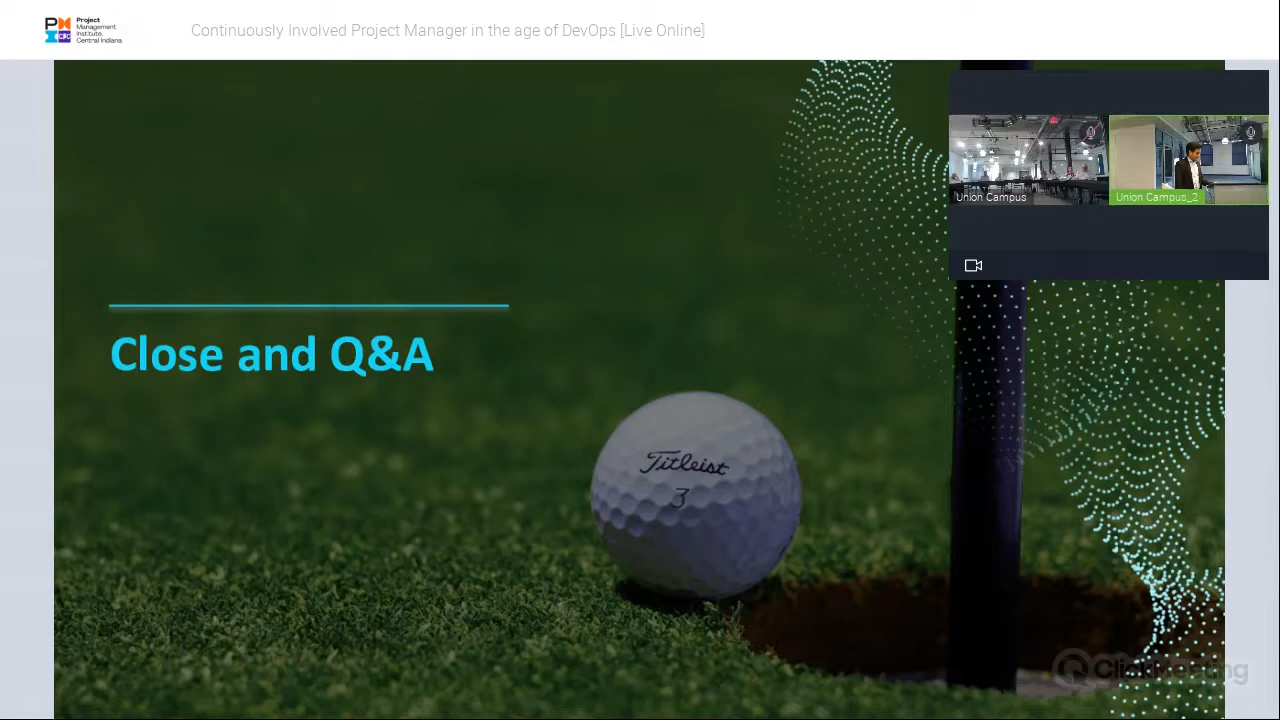 Project
Management
Institute.
Central Indiana
Continuously Involved Project Manager in the age of DevOps [Live Online]
Union Campus
Union Campus_2
Close and Q&A
Titleist
3
ClickMeeting